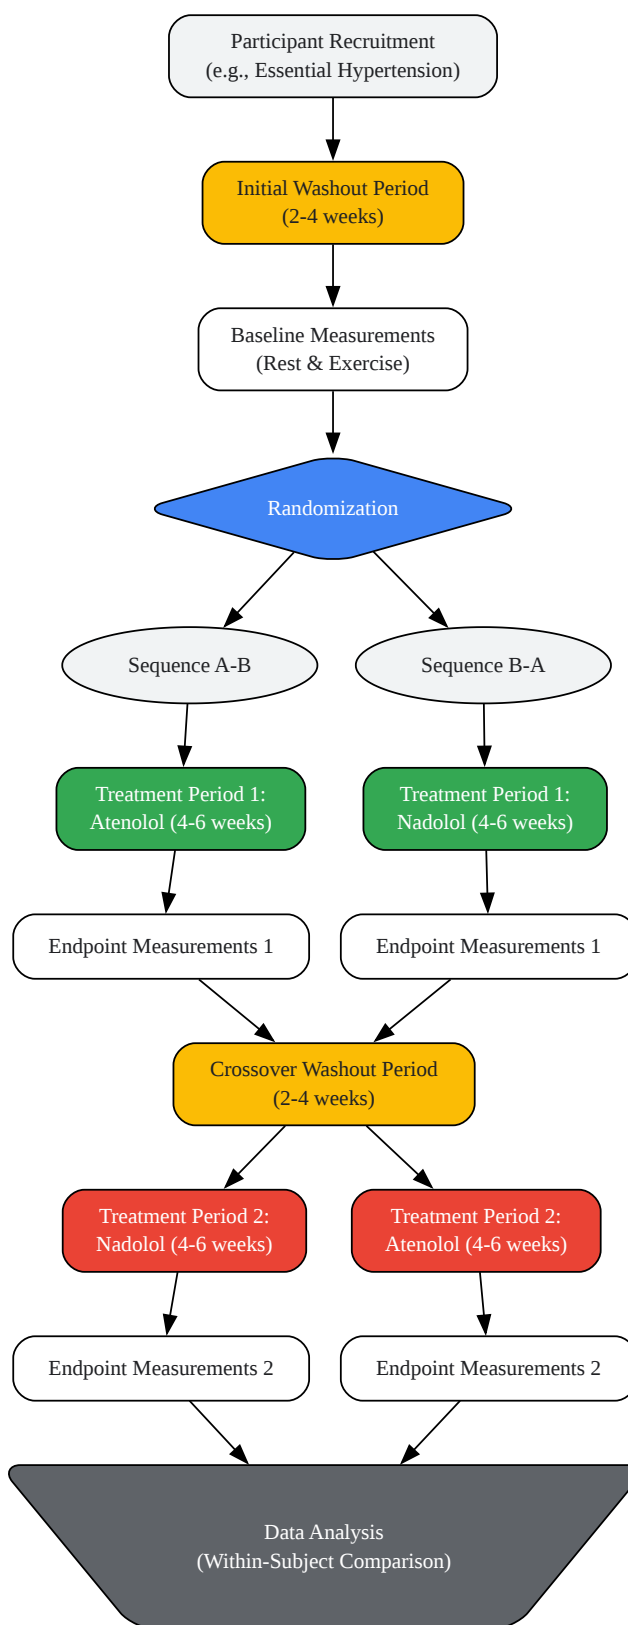 Participant Recruitment
(e.g., Essential Hypertension)
Initial Washout Period
(2-4 weeks)
Baseline Measurements
(Rest & Exercise)
Randomization
Sequence A-B
Sequence B-A
Treatment Period 1:
Atenolol (4-6 weeks)
Treatment Period 1:
Nadolol (4-6 weeks)
Endpoint Measurements 1
Endpoint Measurements 1
Crossover Washout Period
(2-4 weeks)
Treatment Period 2:
Nadolol (4-6 weeks)
Treatment Period 2:
Atenolol (4-6 weeks)
Endpoint Measurements 2
Endpoint Measurements 2
Data Analysis
(Within-Subject Comparison)